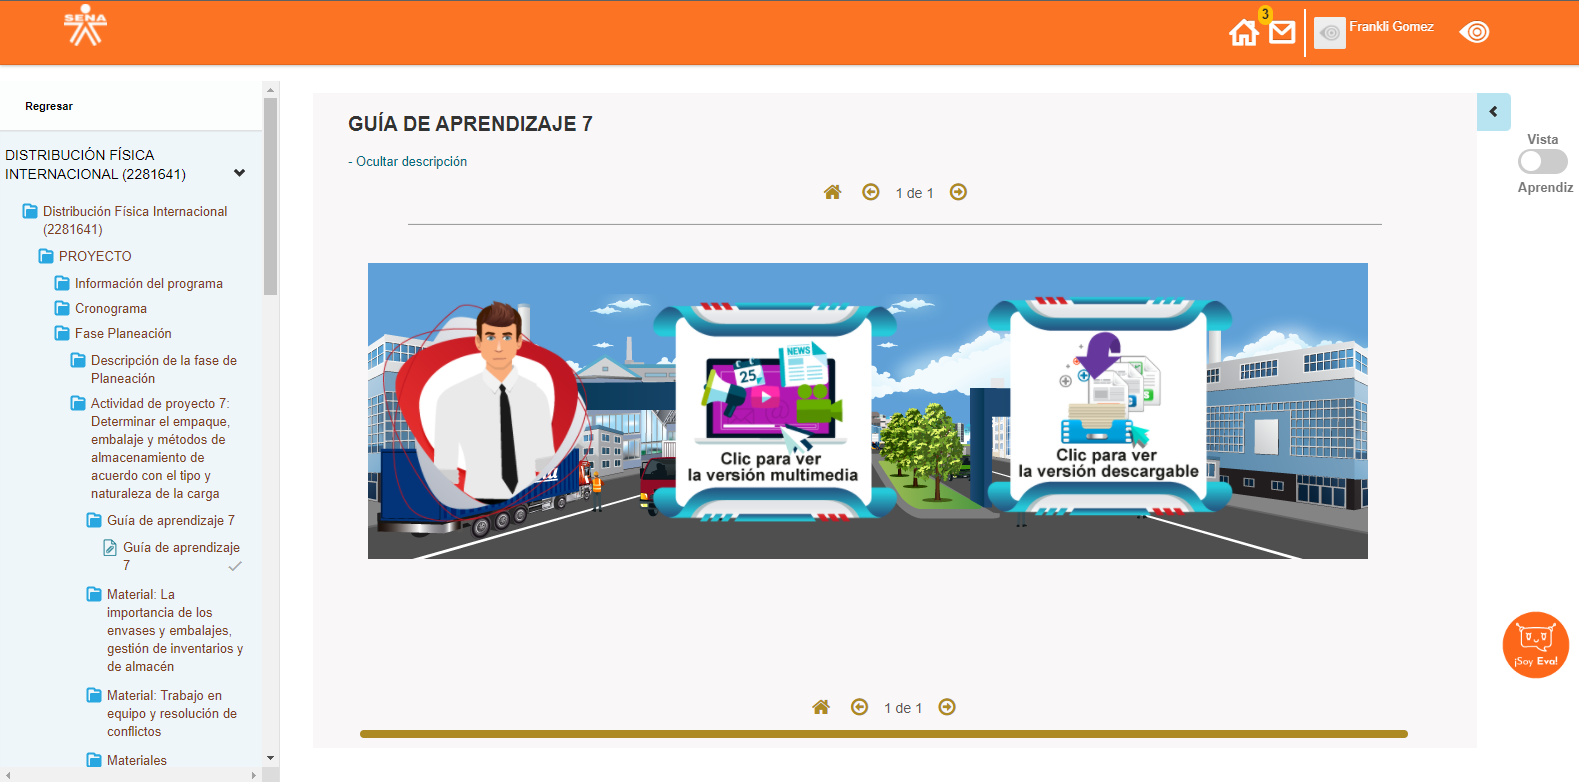 SENA
3
Frankli Gomez
Regresar
DISTRIBUCIÓN FÍSICA
INTERNACIONAL (2281641)
Distribución Física Internacional
(2281641)
PROYECTO
Información del programa
Cronograma
Fase Planeación
Descripción de la fase de
Planeación
Actividad de proyecto 7:
Determinar el empaque,
embalaje y métodos de
almacenamiento de
acuerdo con el tipo y
naturaleza de la carga
Guía de aprendizaje 7
Guía de aprendizaje
7
Material: La
importancia de los
envases y embalajes,
gestión de inventarios y
de almacén
Material: Trabajo en
equipo y resolución de
conflictos
Materiales
GUÍA DE APRENDIZAJE 7
- Ocultar descripción
1 de 1
NEWS
25
Clic para ver
la versión multimedia
Clic para ver
la versión descargable
1 de 1
Vista
Aprendiz
¡Soy Eva!